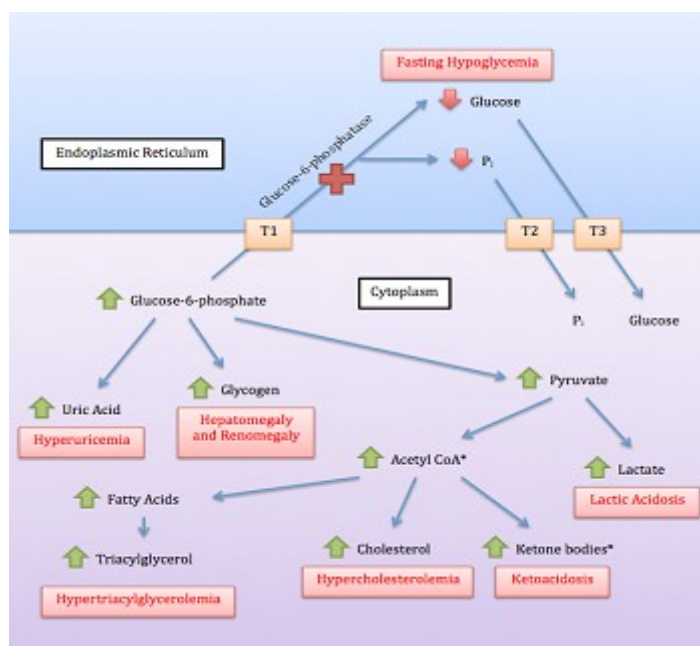 Fasting Hypoglycemia
Glucose
Glucose-6-phosphatase
Endoplasmic Reticulum
Pi
T1
T2
T3
Glucose-6-phosphate
Cytoplasm
Pi
Glucose
Glycogen
Pyruvate
Uric Acid
Hepatomegaly
and Renomegaly
Hyperuricemia
Acetyl CoA*
Lactate
Fatty Acids
Lactic Acidosis
Triacylglycerol
Cholesterol
Ketone bodies*
Hypertriacylglycerolemia
Hypercholesterolemia
Ketoacidosis